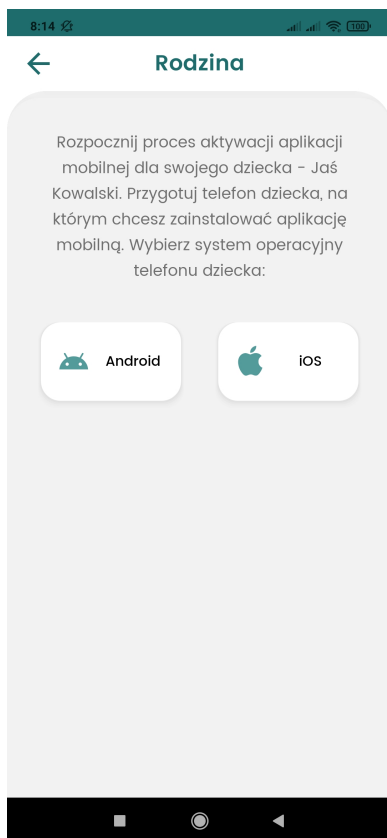 8:14
100
Rodzina
Rozpocznij proces aktywacji aplikacji
mobilnej dla swojego dziecka - Jaś
Kowalski. Przygotuj telefon dziecka, na
którym chcesz zainstalować aplikację
mobilną. Wybierz system operacyjny
telefonu dziecka:
Android
iOS